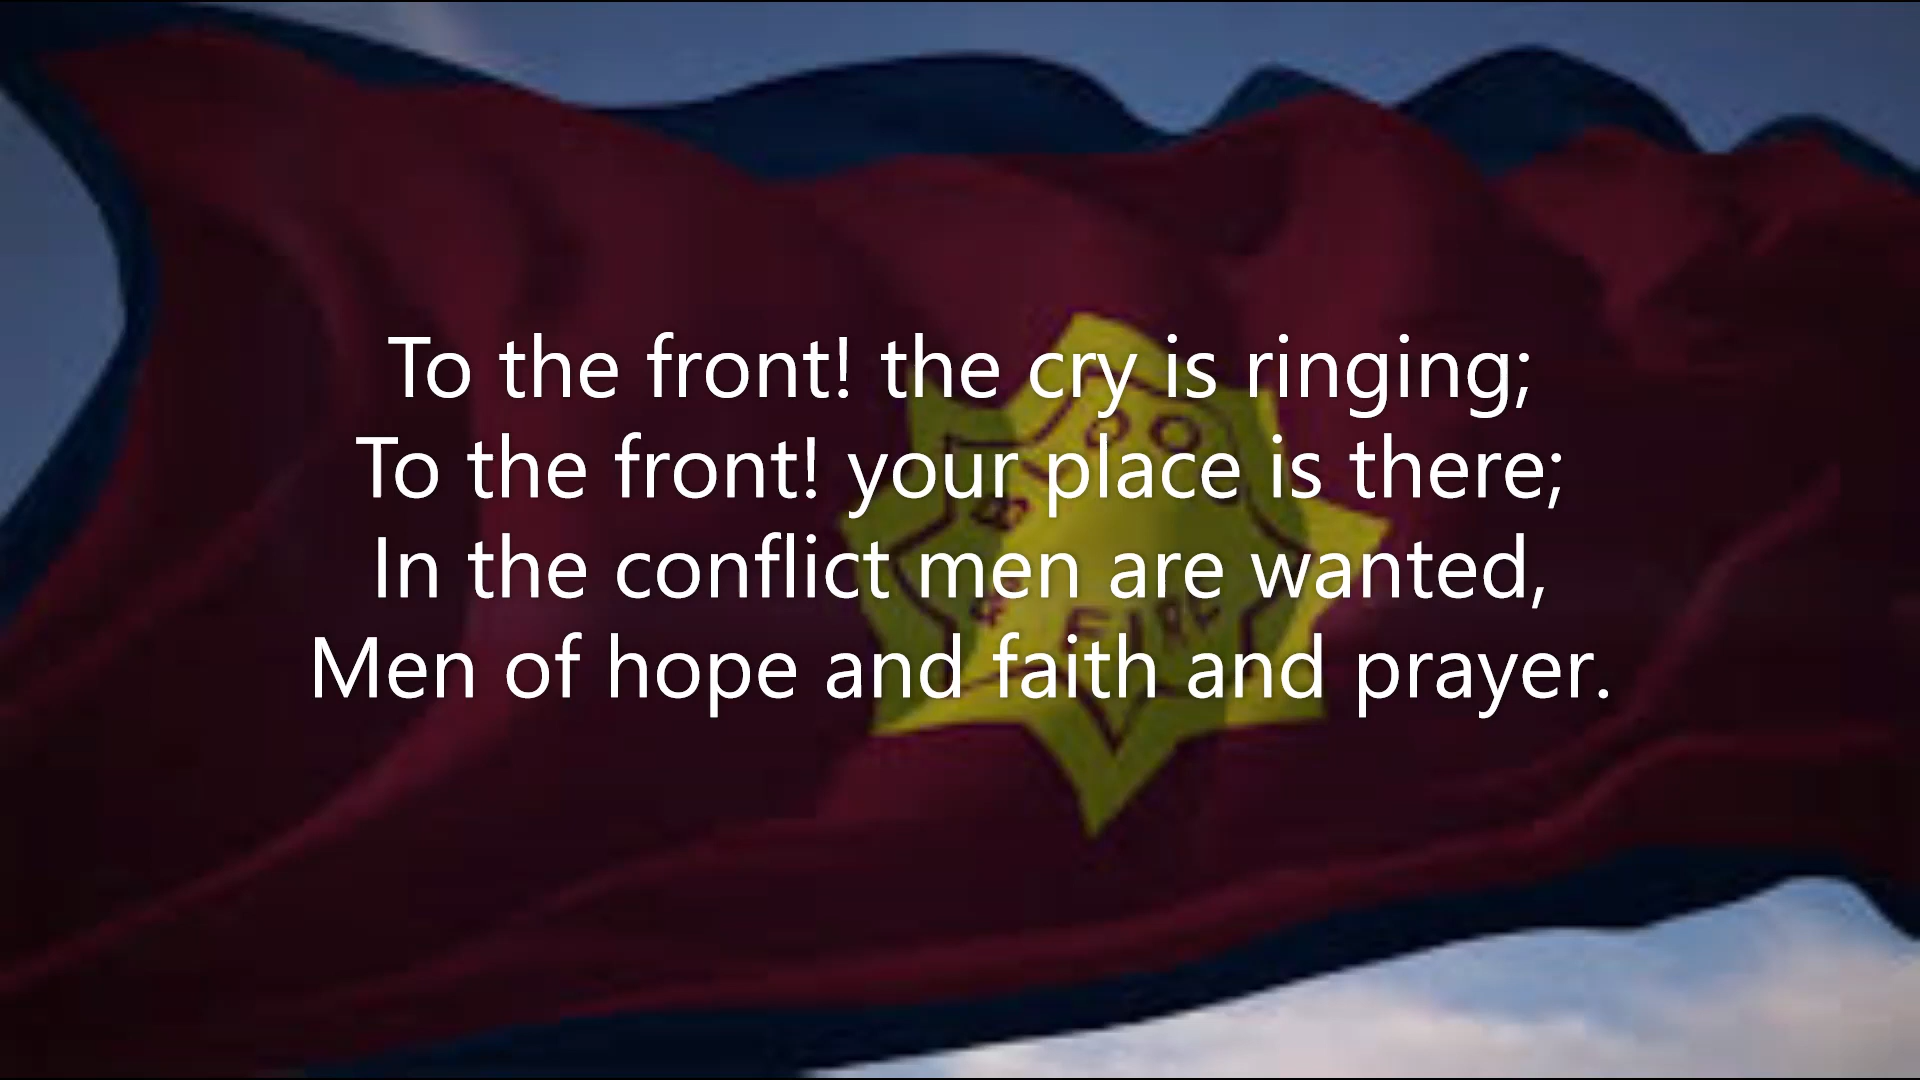 To the front! the cry is ringing;
To the front! your place is there;
In the conflict men are wanted,
Men of hope and faith and prayer.
FIRE